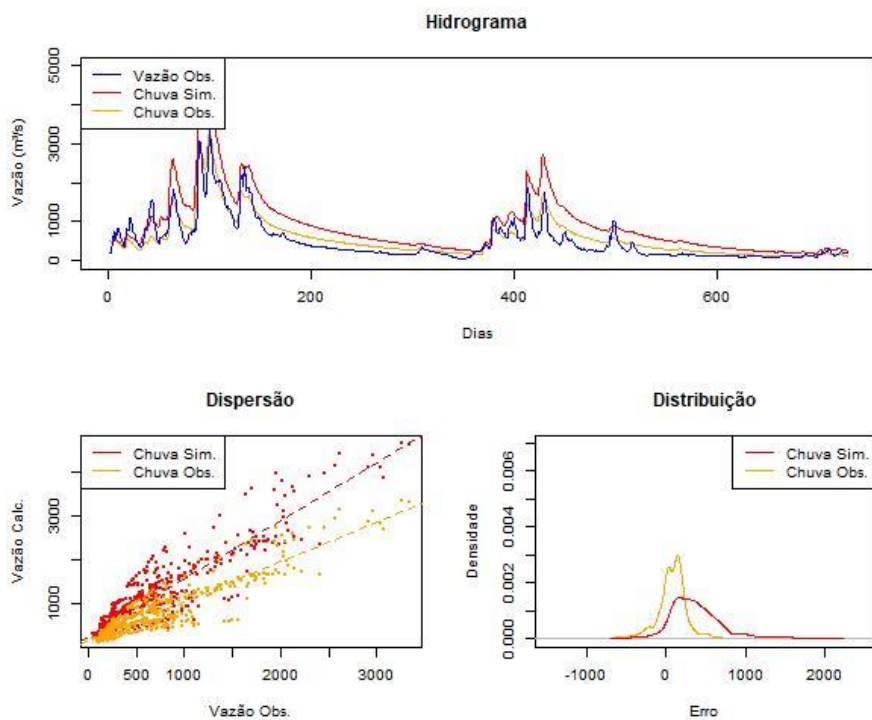 Hidrograma
Vazão (m³/s)
5000
3000
1000
0
Vazão Obs.
Chuva Sim.
Chuva Obs.
0 200 400 600
Dias
Dispersão
Vazão Calc.
3000
1000
Chuva Sim.
Chuva Obs.
0 500 1000 2000 3000
Vazão Obs.
Distribuição
Densidade
0.006
0.004
0.002
0.000
Chuva Sim.
Chuva Obs.
-1000 0 1000 2000
Erro